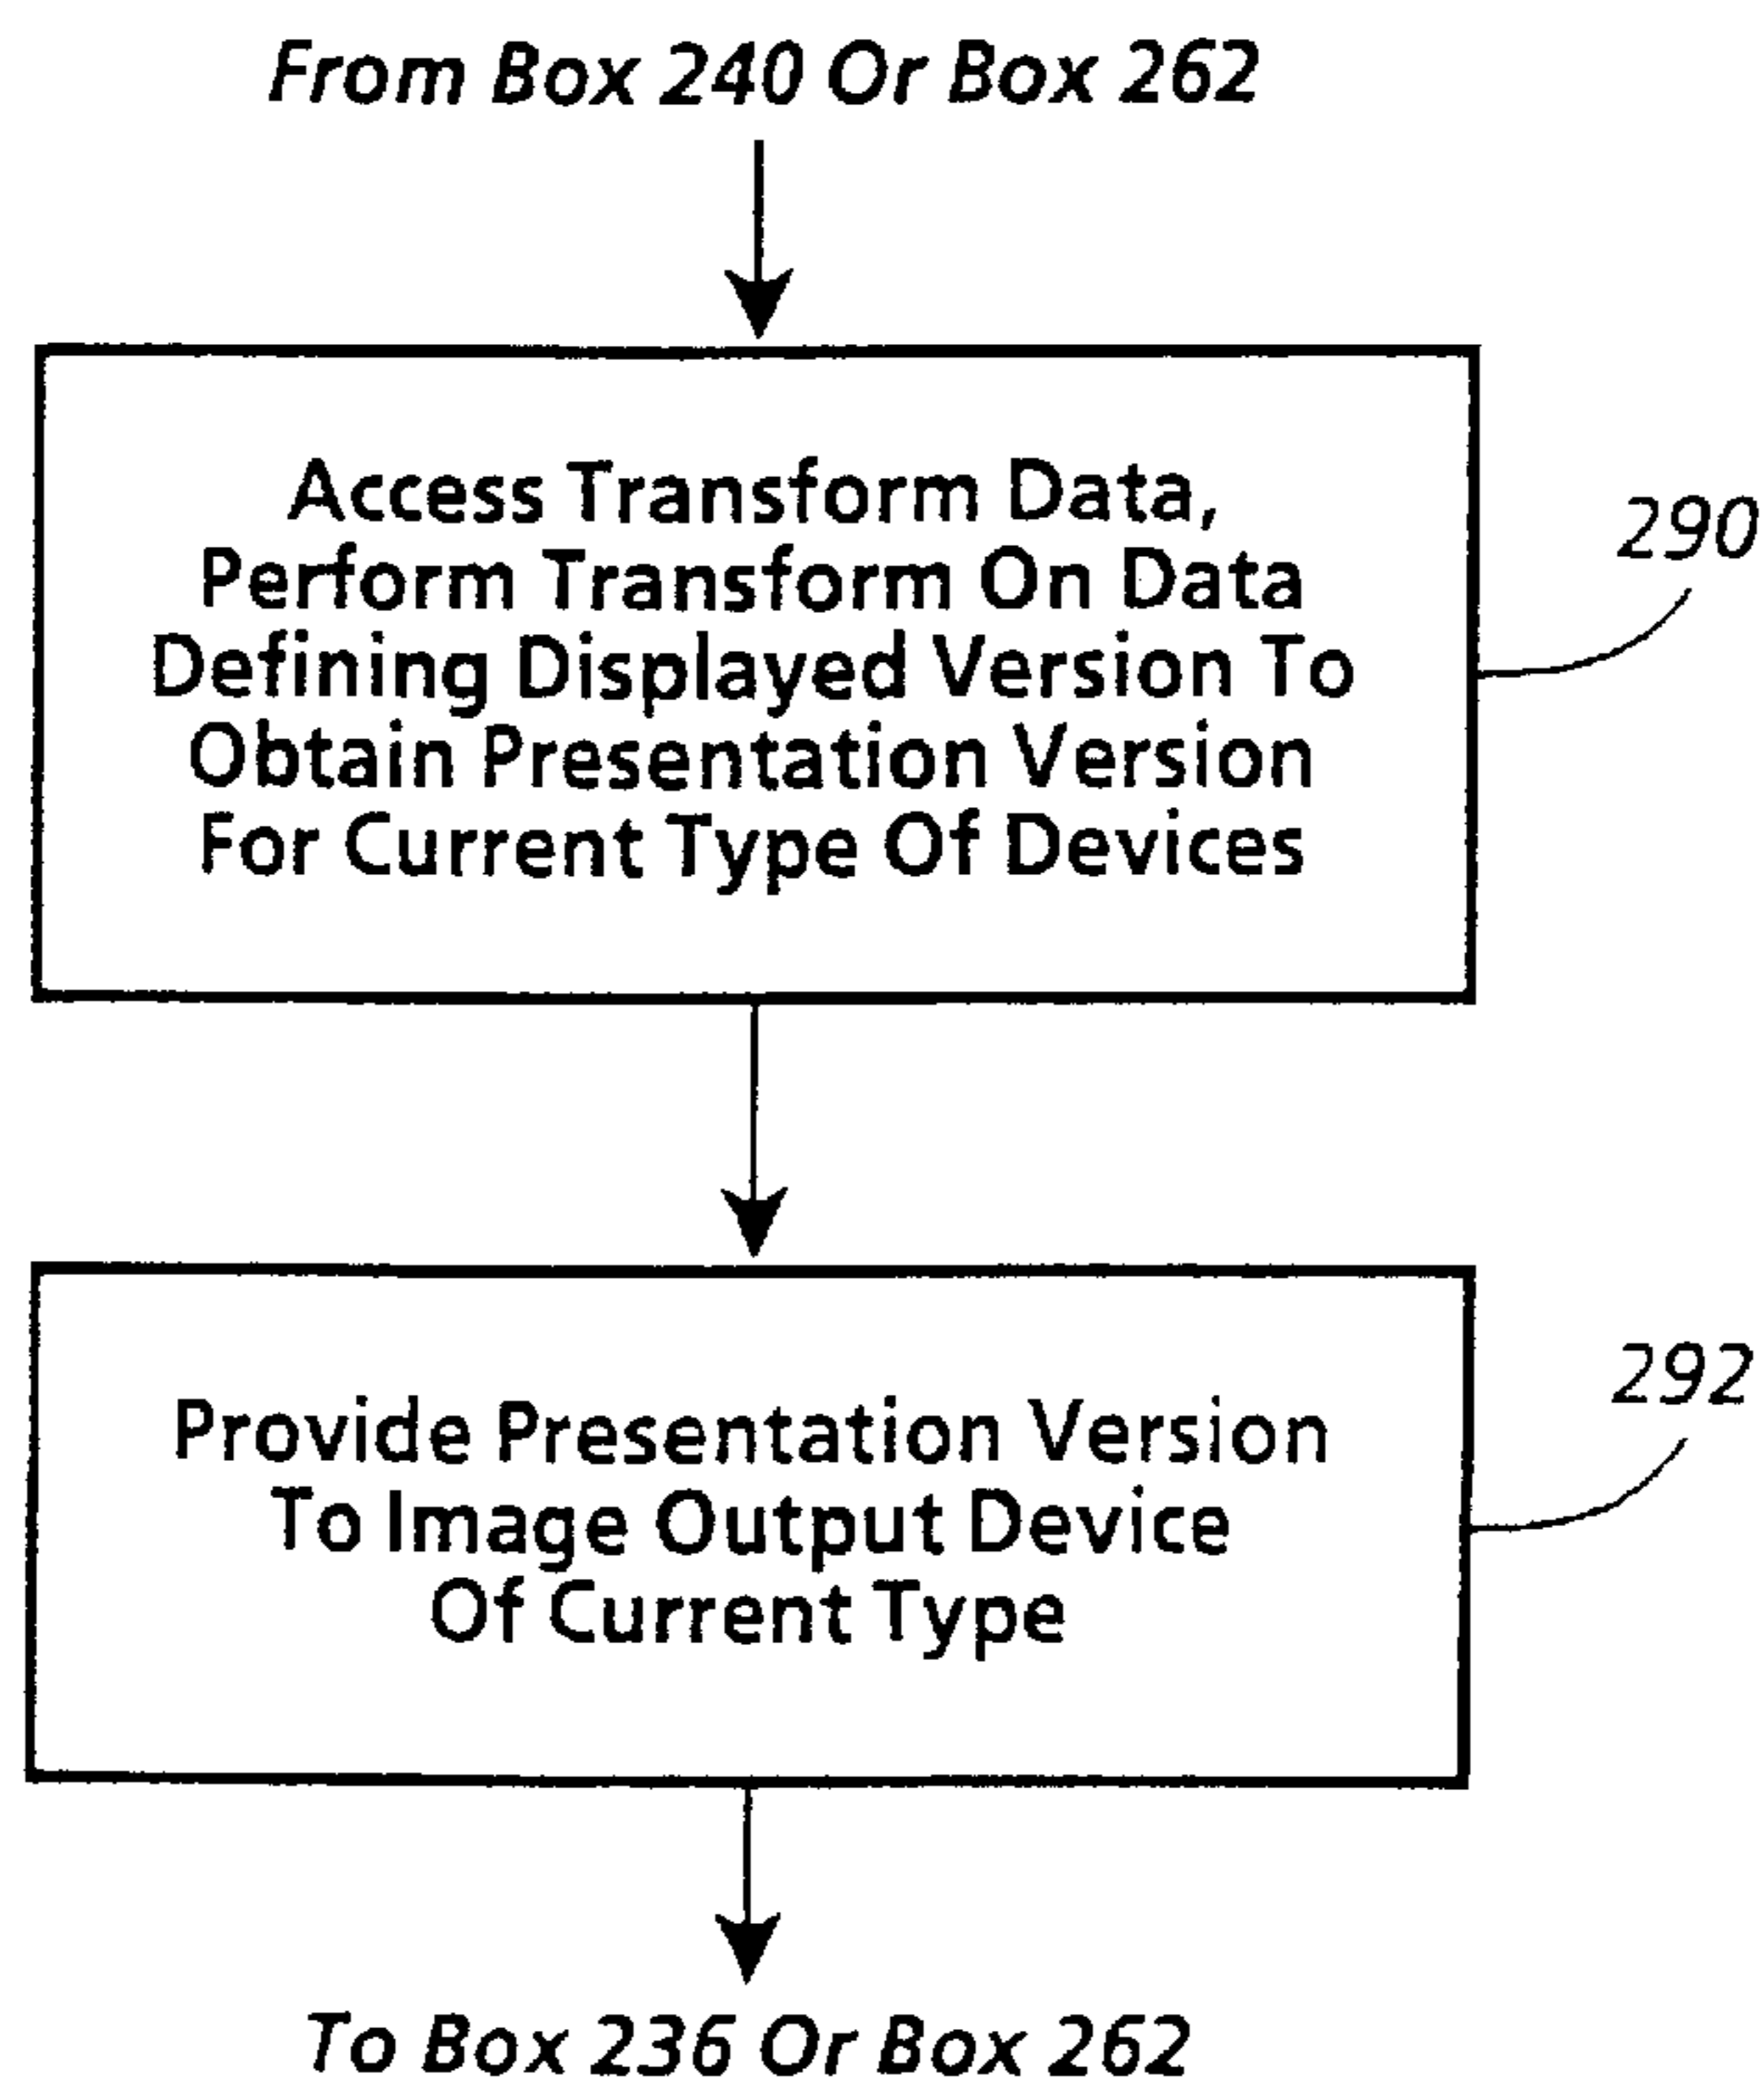 From Box 240 Or Box 262
Access Transform Data,
Perform Transform On Data
Defining Displayed Version To
Obtain Presentation Version
For Current Type Of Devices
290
Provide Presentation Version
To Image Output Device
Of Current Type
292
To Box 236 Or Box 262